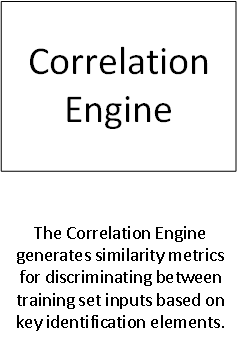 Correlation
Engine
The Correlation Engine
generates similarity metrics
for discriminating between
training set inputs based on
key identification elements.